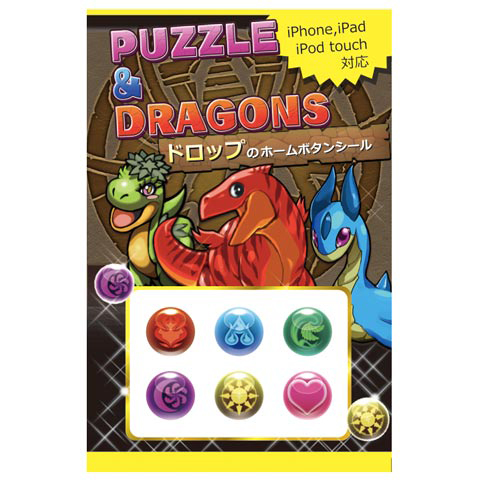 PUZZLE
& DRAGONS
iPhone,iPad
iPod touch
対応
ドロップのホームボタンシール